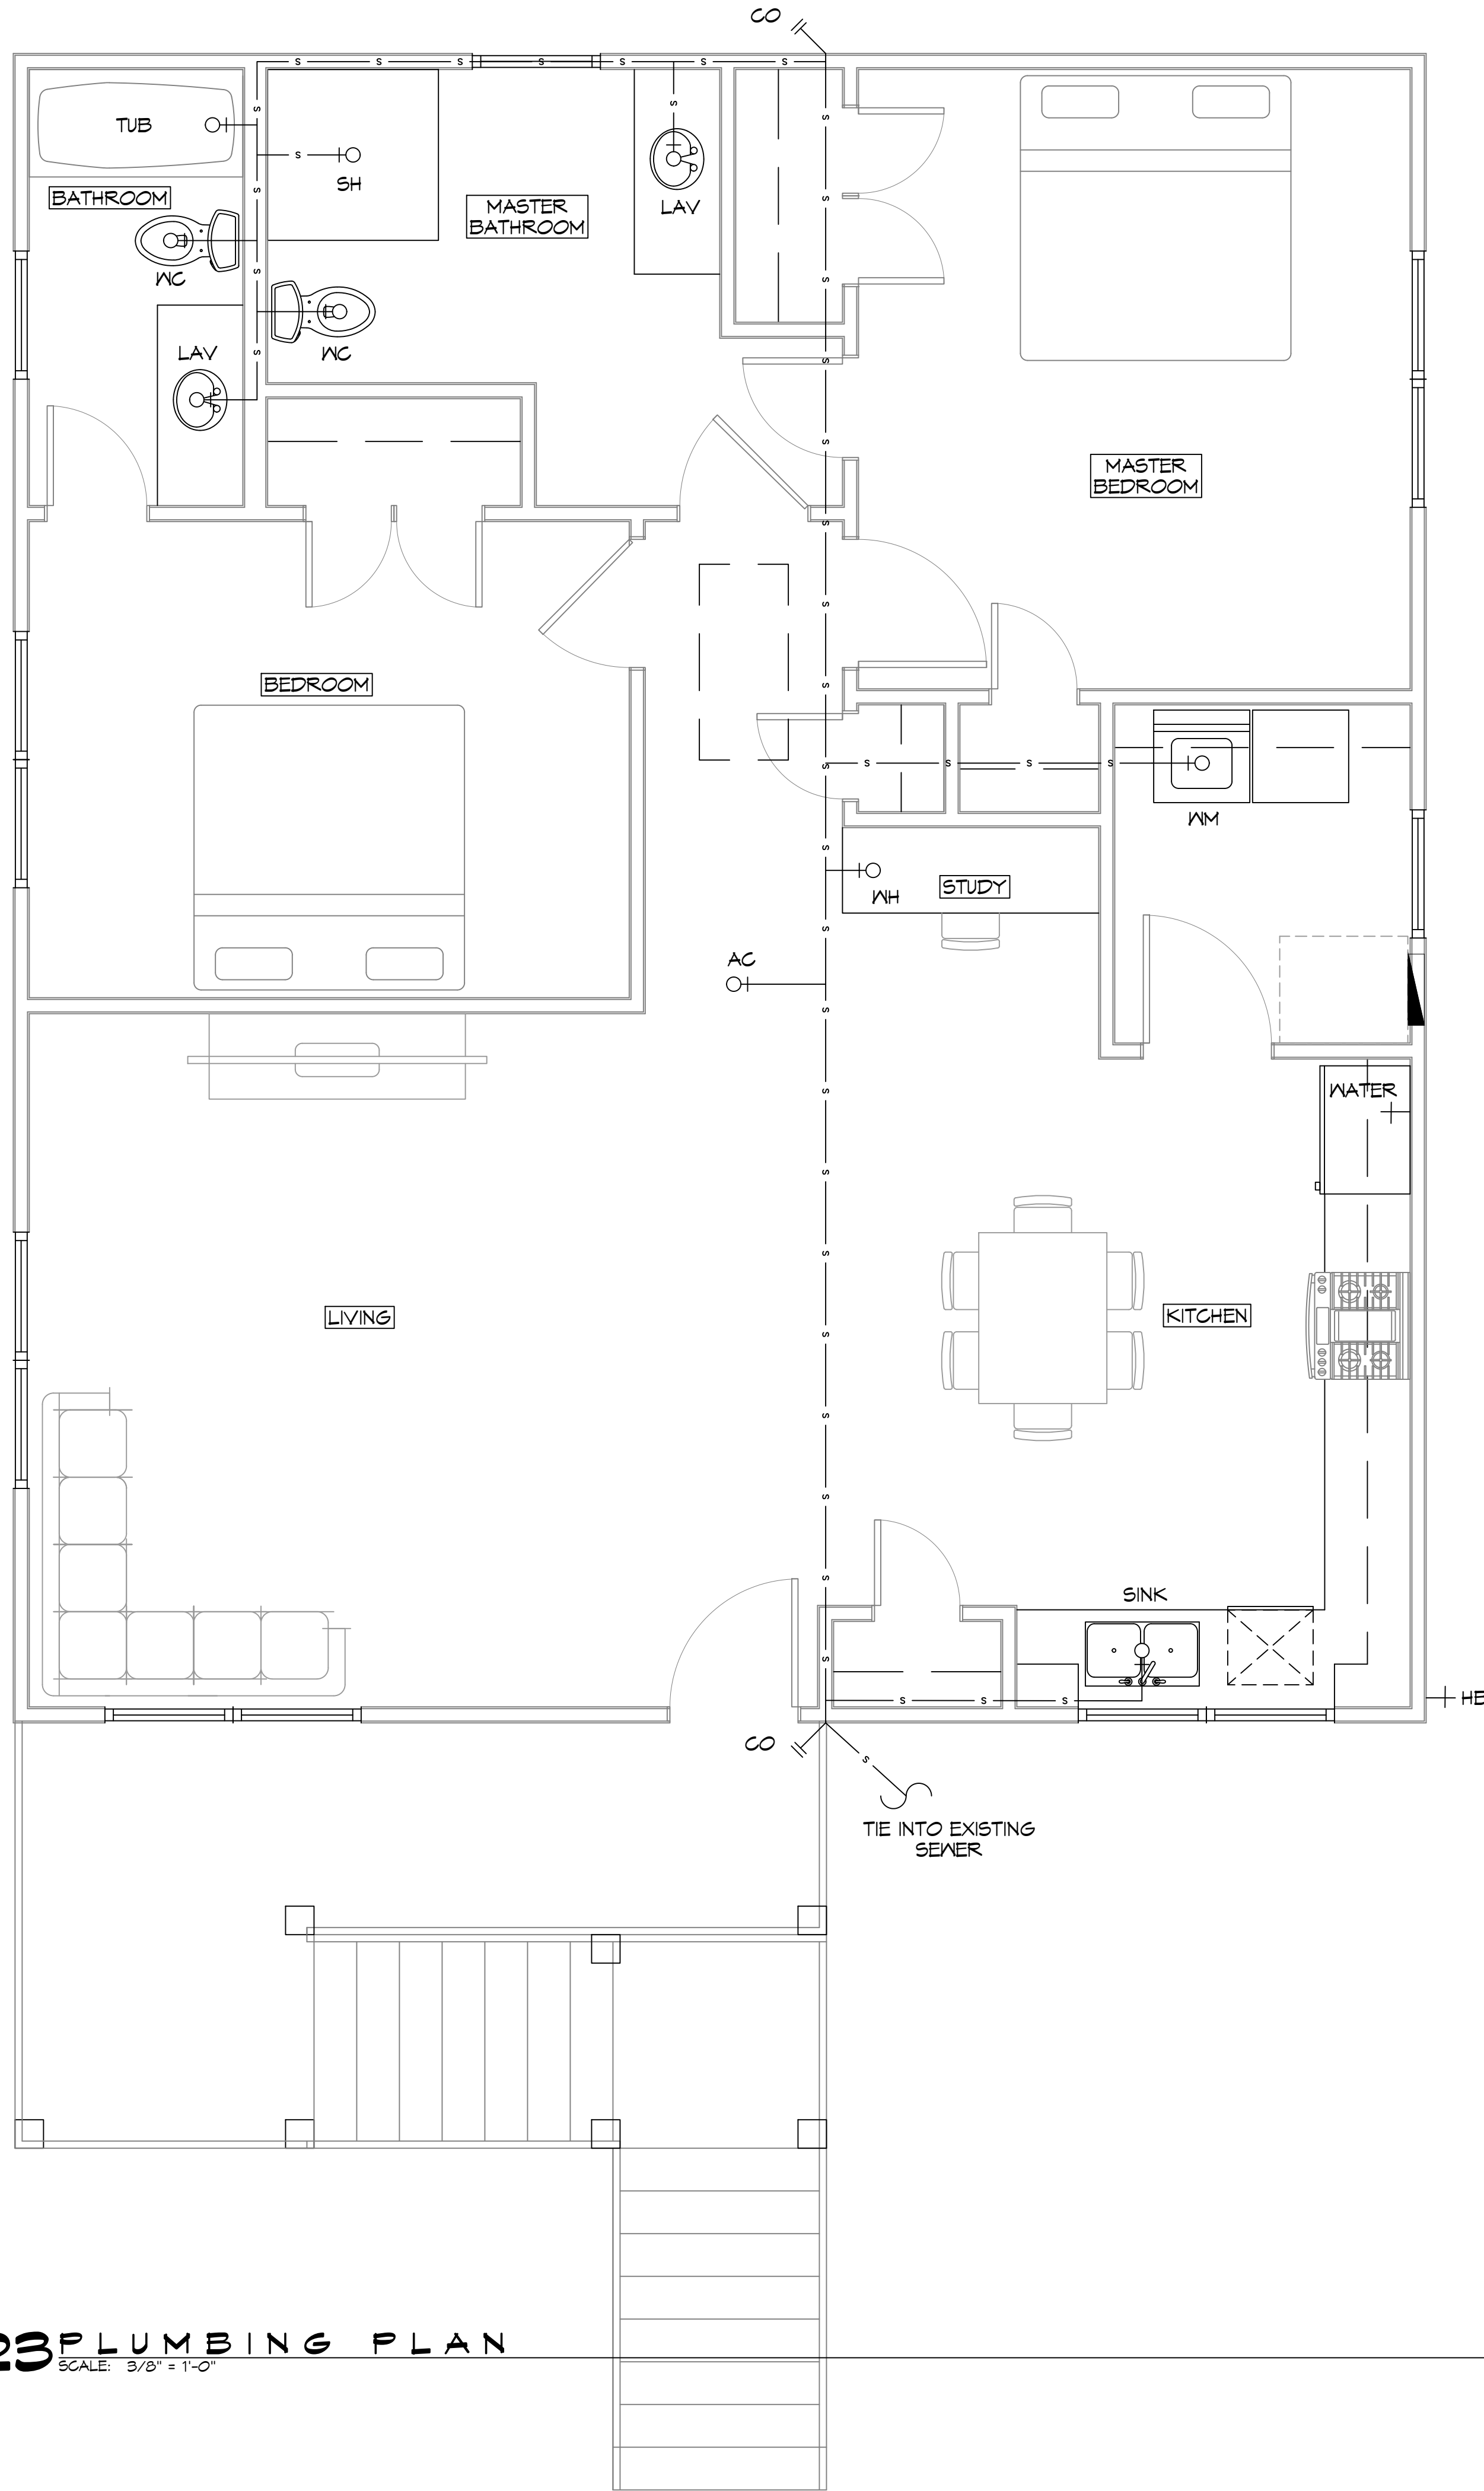 CO
S S S S S S S
TUB
S
S
S
S
SH
BATHROOM
S
MASTER
BATHROOM
LAV
S
WC
S
S
LAV
S
WC
S
S
MASTER
BEDROOM
S
S
BEDROOM
S
S S S S S
WM
S
WH
STUDY
S
AC
S
S
WATER
S
S
LIVING
KITCHEN
S
S
S
S
SINK
S
S S S
CO
S
TIE INTO EXISTING
SEWER
23 PLUMBING PLAN
SCALE: 3/8" = 1'-0"